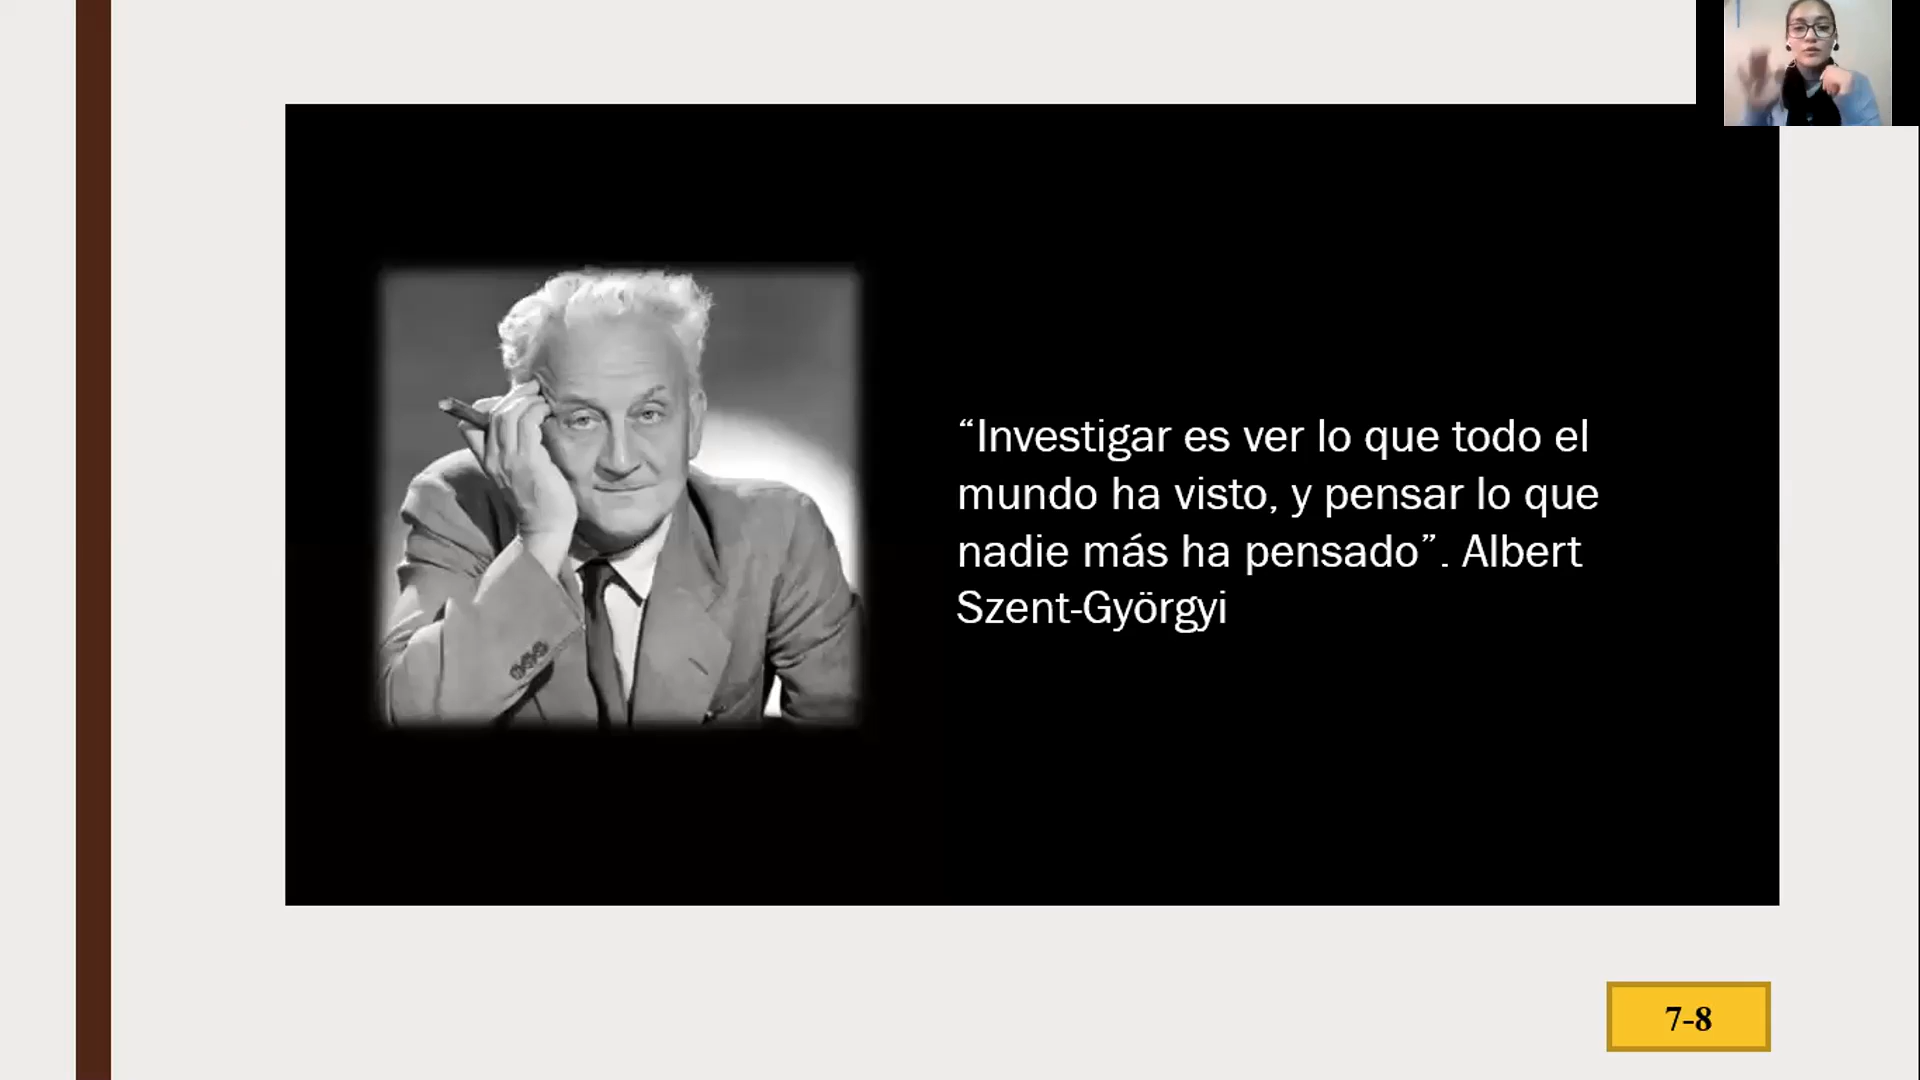 “Investigar es ver lo que todo el
mundo ha visto, y pensar lo que
nadie más ha pensado”. Albert
Szent-Györgyi
7-8